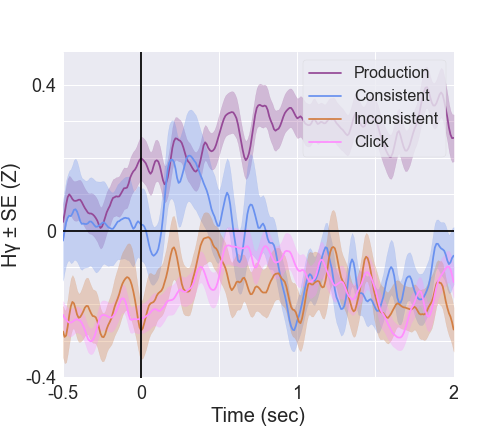 Production
Consistent
Inconsistent
Click
0.4
0
-0.4
-0.5
0
1
2
Hγ ± SE (Z)
Time (sec)